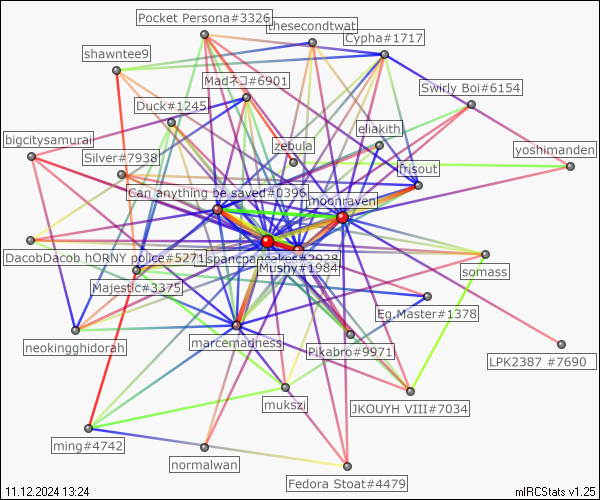 Pocket Persona#3326
thesecondtwat
Cypha#1717
shawntee9
Madネコ#6901
Swirly Boi#6154
Duck#1245
eliakith
bigcitysamurai
zebula
yoshimanden
Silver#7938
frisout
Can anything be saved#0396
moonraven
DacobDacob hORNY police#5271
spancpancakes#2928
somass
Mushy#1984
Majestic#3375
Eg.Master#1378
neokingghidorah
marcemadness
Pikabro#9971
LPK2387 #7690
mukszi
JKOUYH VIII#7034
ming#4742
normalwan
Fedora Stoat#4479
11.12.2024 13:24
mIRCStats v1.25